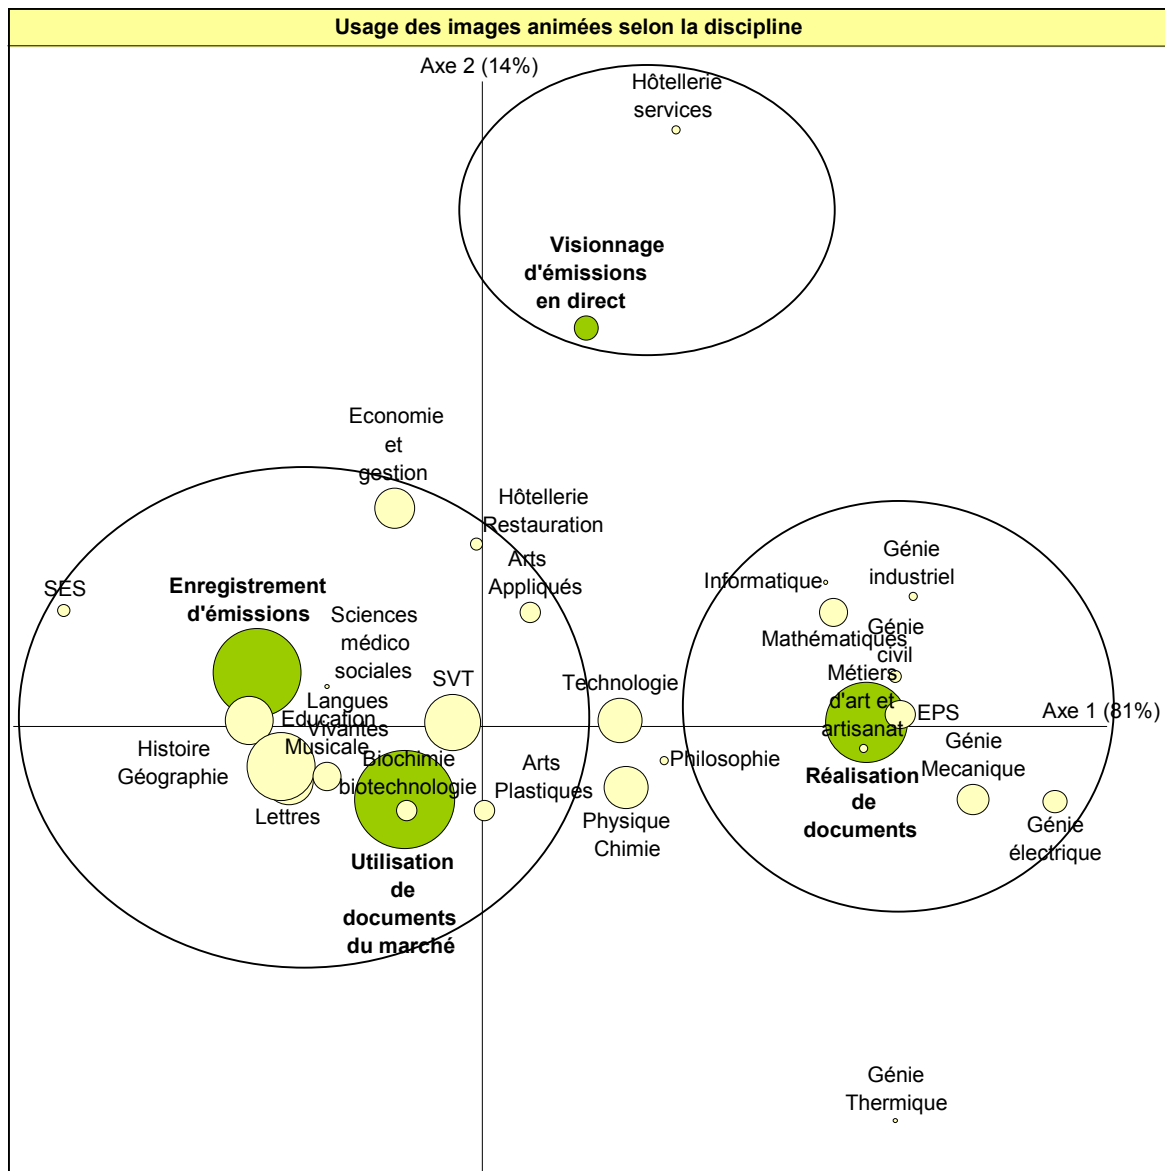 Usage des images animées selon la discipline
Axe 2 (14%)
Hôtellerie
services
Visionnage
d'émissions
en direct
Economie
et
gestion
Hôtellerie
Restauration
Arts
Appliqués
SES
Enregistrement
d'émissions
Sciences
médico
sociales
SVT
Langues
Vivantes
Education
Musicale
Histoire
Géographie
Lettres
Biochimie
biotechnologie
Utilisation
de
documents
du marché
Arts
Plastiques
Technologie
Philosophie
Physique
Chimie
Informatique
Génie
industriel
Mathématiques
Génie
civil
Métiers
d'art et
artisanat
EPS
Axe 1 (81%)
Génie
Mecanique
Réalisation
de
documents
Génie
électrique
Génie
Thermique